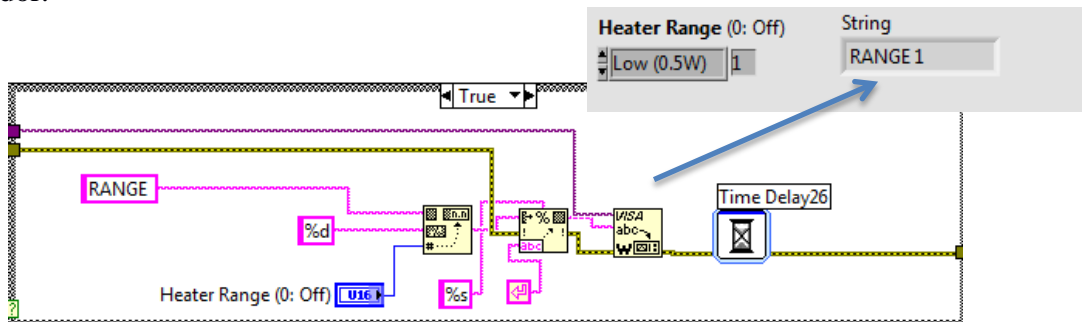 Heater Range (0: Off)
String
Low (0.5W)
1
RANGE 1
True
RANGE
%d
VISA
abc
W
Time Delay26
#
n.n
%
!
!
abc
Heater Range (0: Off)
U16
%s
?